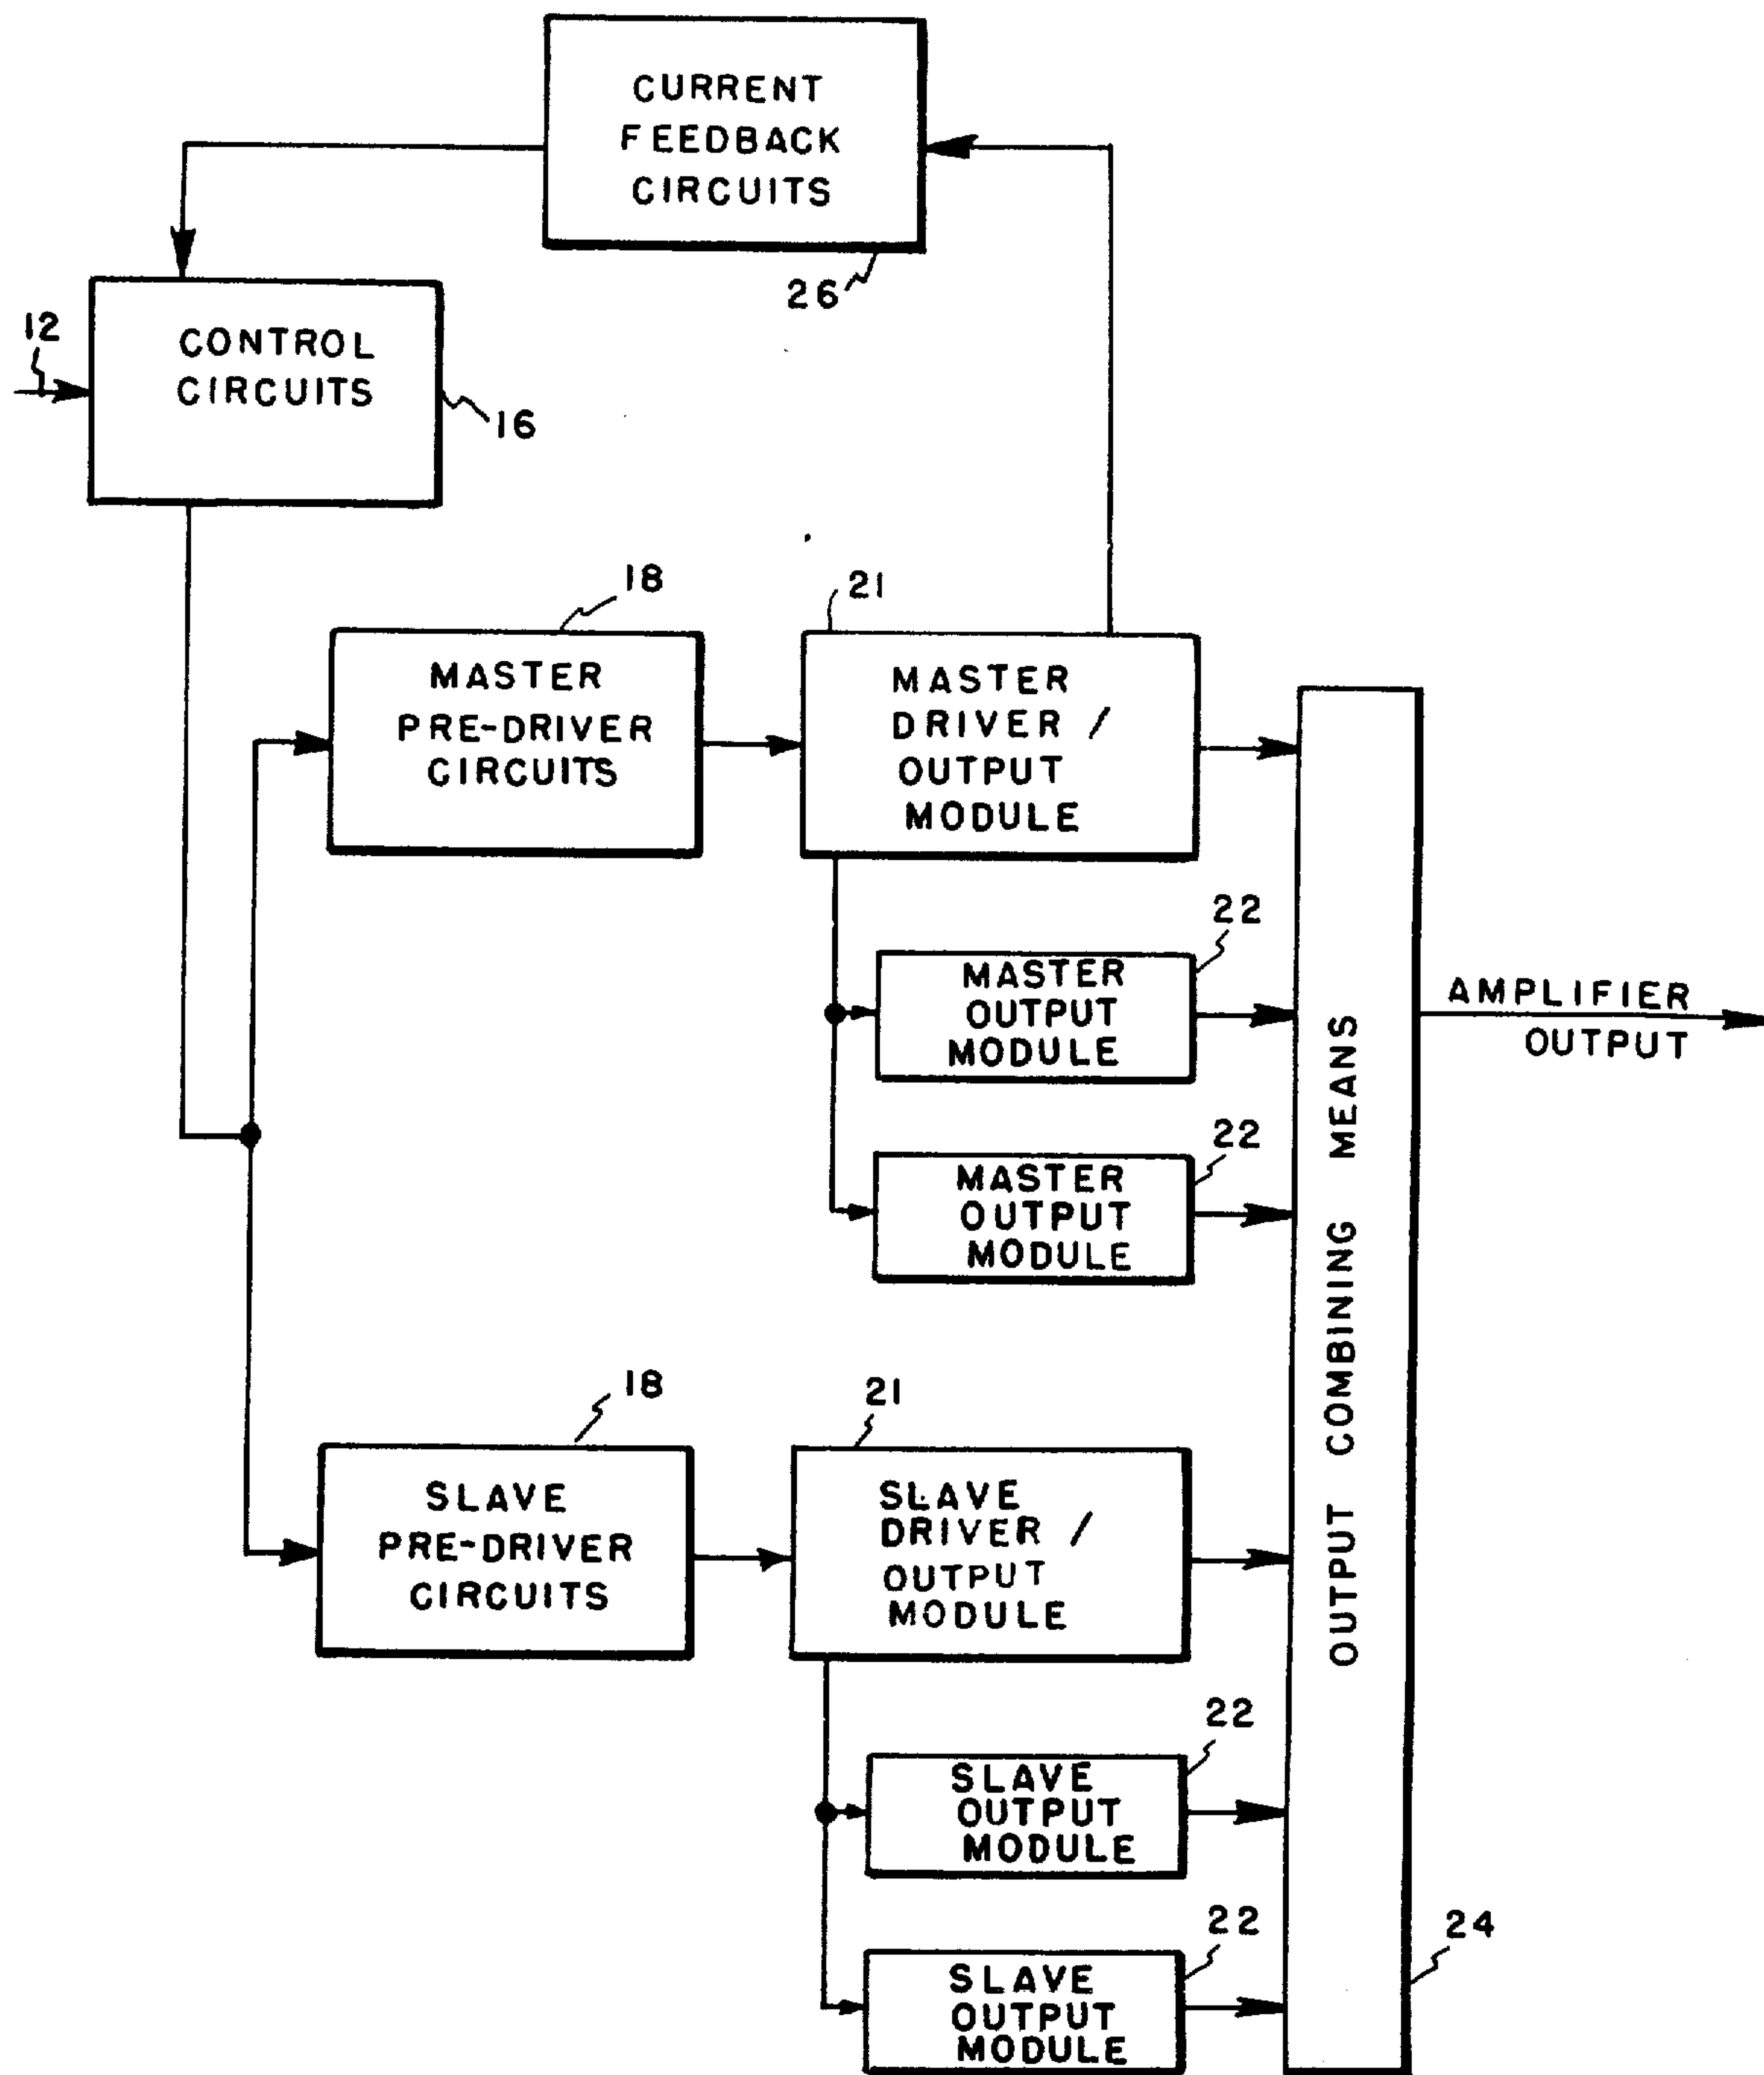 CURRENT
FEEDBACK
CIRCUITS
26
12
CONTROL
CIRCUITS
16
18
21
MASTER
PRE-DRIVER
CIRCUITS
MASTER
DRIVER /
OUTPUT
MODULE
22
MASTER
OUTPUT
MODULE
AMPLIFIER
OUTPUT
22
MASTER
OUTPUT
MODULE
OUTPUT COMBINING MEANS
18
21
SLAVE
PRE-DRIVER
CIRCUITS
SLAVE
DRIVER /
OUTPUT
MODULE
22
SLAVE
OUTPUT
MODULE
22
24
SLAVE
OUTPUT
MODULE